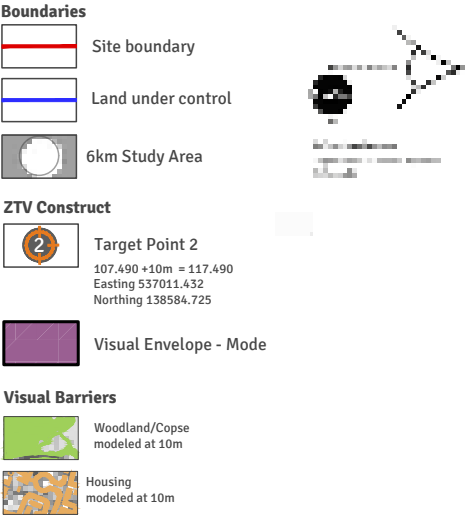 Boundaries
Site boundary
Land under control
6km Study Area
ZTV Construct
2
Target Point 2
107.490 +10m = 117.490
Easting 537011.432
Northing 138584.725
Visual Envelope - Mode
Visual Barriers
Woodland/Copse
modeled at 10m
Housing
modeled at 10m